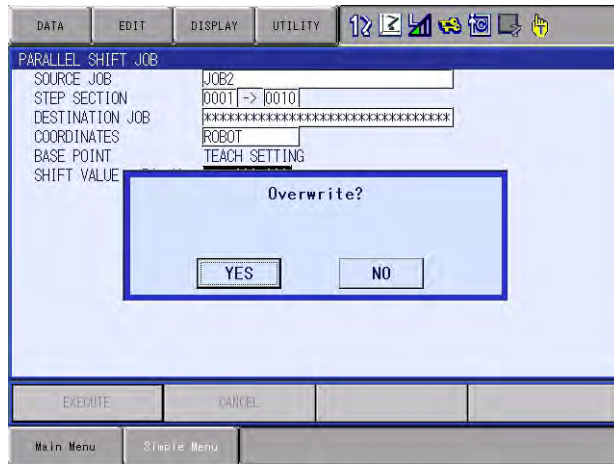 DATA EDIT DISPLAY UTILITY
PARALLEL SHIFT JOB
SOURCE JOB JOB2
STEP SECTION 0001 -> 0010
DESTINATION JOB ********************************
COORDINATES ROBOT
BASE POINT TEACH SETTING
SHIFT VALUE
Overwrite?
YES NO
EXECUTE CANCEL
Main Menu Simple Menu